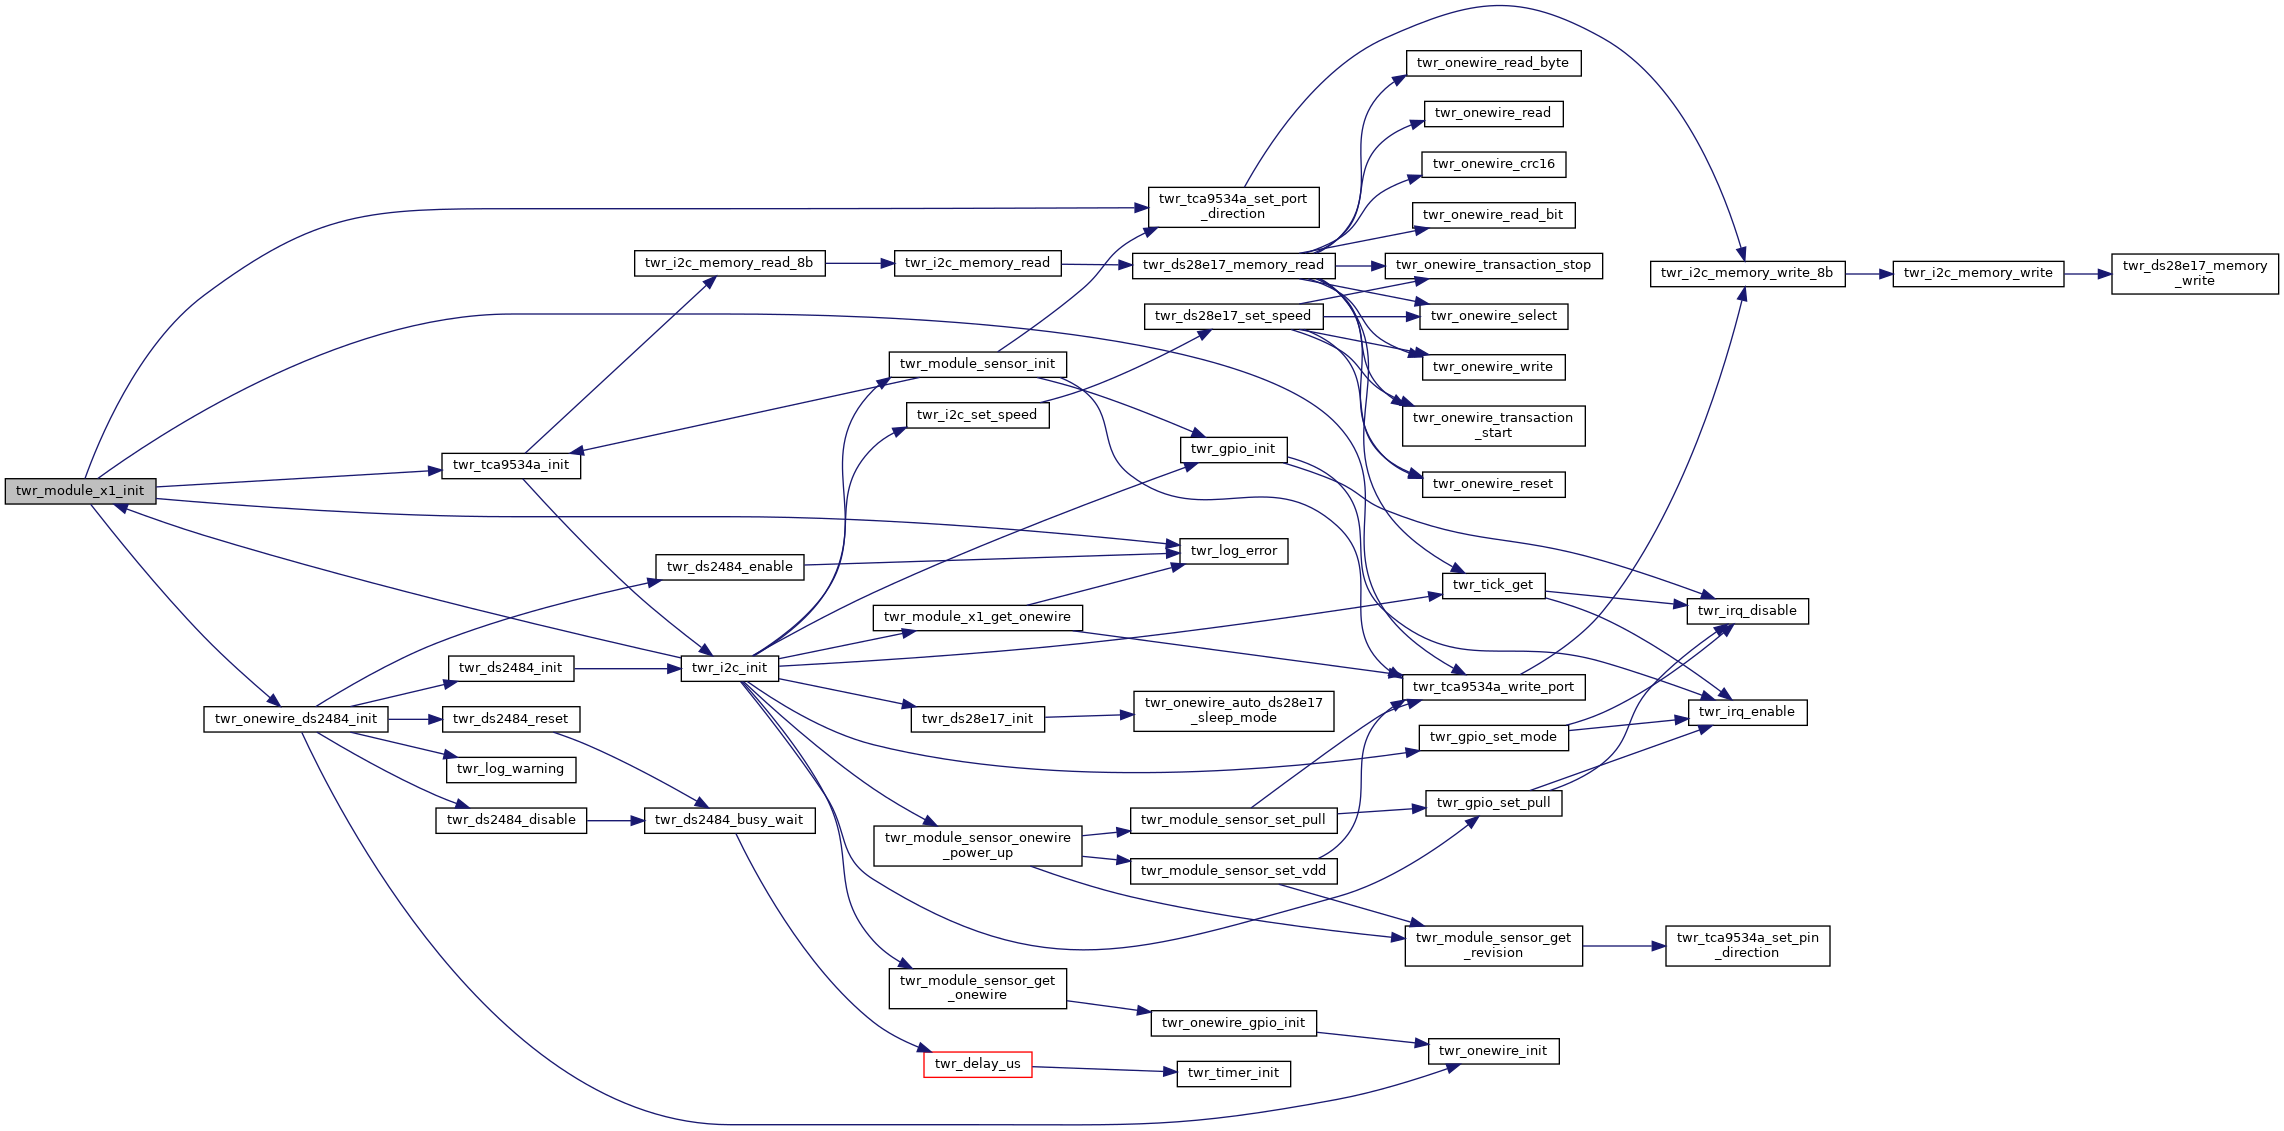 twr_module_x1_init
twr_tca9534a_init
twr_onewire_ds2484_init
twr_ds2484_init
twr_ds2484_reset
twr_log_warning
twr_ds2484_disable
twr_i2c_memory_read_8b
twr_ds2484_enable
twr_i2c_init
twr_ds2484_busy_wait
twr_i2c_memory_read
twr_module_sensor_init
twr_i2c_set_speed
twr_module_x1_get_onewire
twr_ds28e17_init
twr_module_sensor_onewire
_power_up
twr_module_sensor_get
_onewire
twr_delay_us
twr_tca9534a_set_port
_direction
twr_ds28e17_memory_read
twr_ds28e17_set_speed
twr_gpio_init
twr_log_error
twr_onewire_auto_ds28e17
_sleep_mode
twr_module_sensor_set_pull
twr_module_sensor_set_vdd
twr_onewire_gpio_init
twr_timer_init
twr_onewire_read_byte
twr_onewire_read
twr_onewire_crc16
twr_onewire_read_bit
twr_onewire_transaction_stop
twr_onewire_select
twr_onewire_write
twr_onewire_transaction
_start
twr_onewire_reset
twr_tick_get
twr_tca9534a_write_port
twr_gpio_set_mode
twr_gpio_set_pull
twr_module_sensor_get
_revision
twr_onewire_init
twr_i2c_memory_write_8b
twr_irq_disable
twr_irq_enable
twr_tca9534a_set_pin
_direction
twr_i2c_memory_write
twr_ds28e17_memory
_write